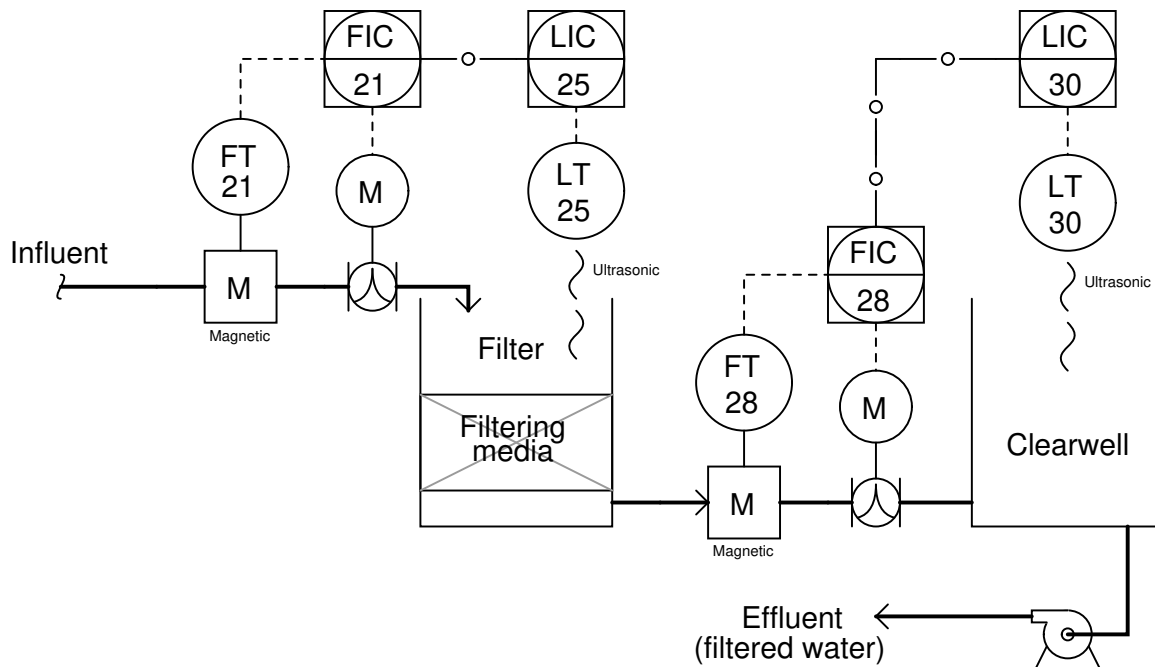 FIC
21
LIC
25
LIC
30
FT
21
M
LT
25
LT
30
Influent
M
Magnetic
Ultrasonic
FIC
28
Ultrasonic
Filter
FT
28
M
Filtering
media
Clearwell
M
Magnetic
Effluent
(filtered water)